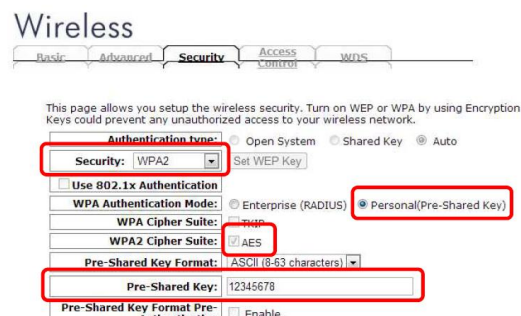 Wireless
Basic Advanced Security Access Control WDS
This page allows you setup the wireless security. Turn on WEP or WPA by using Encryption
Keys could prevent any unauthorized access to your wireless network.
Authentication type: Open System Shared Key Auto
Security: WPA2 Set WEP Key
Use 802.1x Authentication
WPA Authentication Mode: Enterprise (RADIUS) Personal(Pre-Shared Key)
WPA Cipher Suite: TKIP
WPA2 Cipher Suite: AES
Pre-Shared Key Format: ASCII (8-63 characters)
Pre-Shared Key: 12345678
Pre-Shared Key Format Pre-
Enable